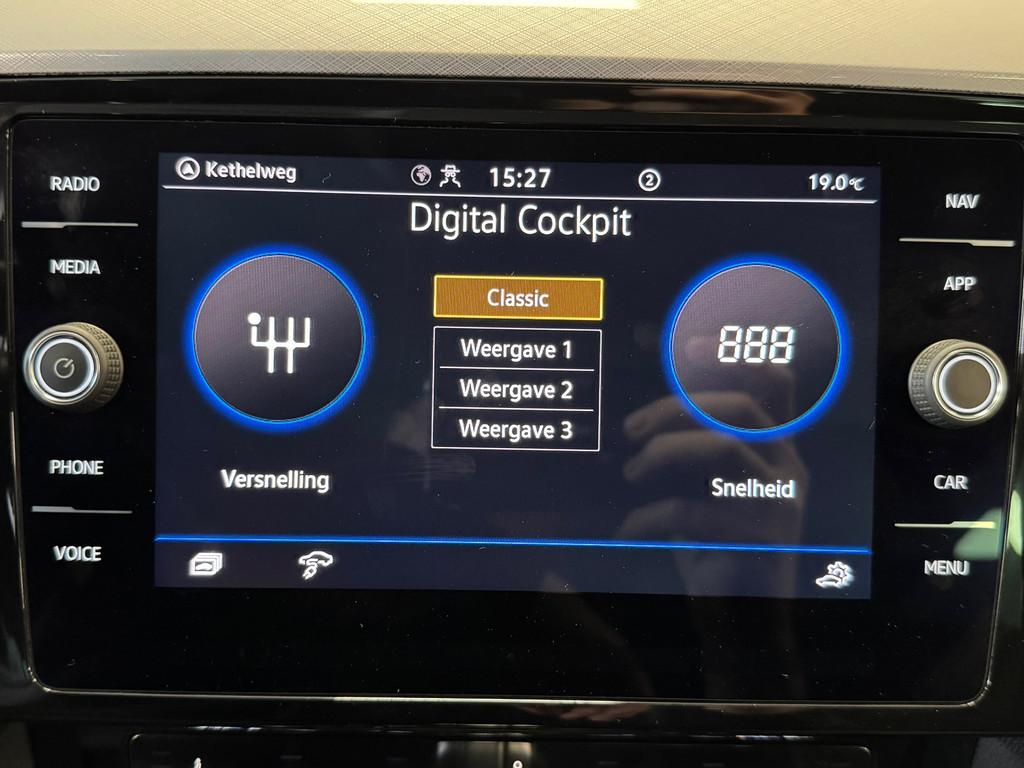 Kethelweg 15:27 2 19.0°C
Digital Cockpit
RADIO
MEDIA
PHONE
VOICE
Classic
Weergave 1
Weergave 2
Weergave 3
888
Versnelling
Snelheid
NAV
APP
CAR
MENU